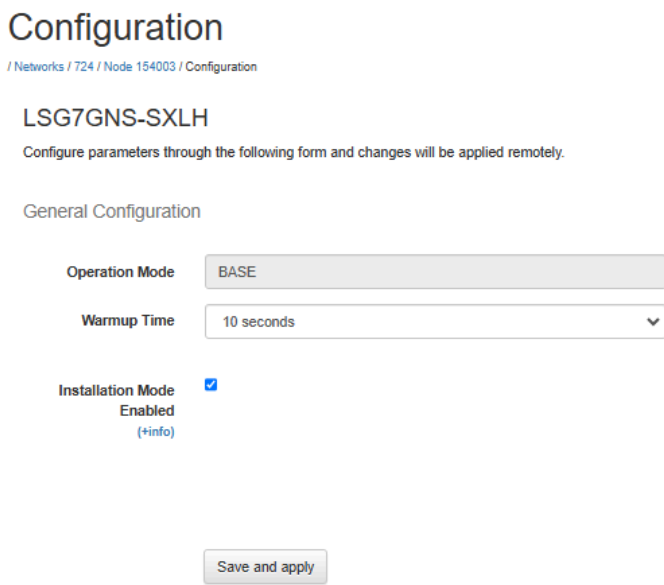 Configuration
/ Networks / 724 / Node 154003 / Configuration
LSG7GNS-SXLH
Configure parameters through the following form and changes will be applied remotely.
General Configuration
Operation Mode BASE
Warmup Time 10 seconds
Installation Mode
Enabled
(+info)
Save and apply